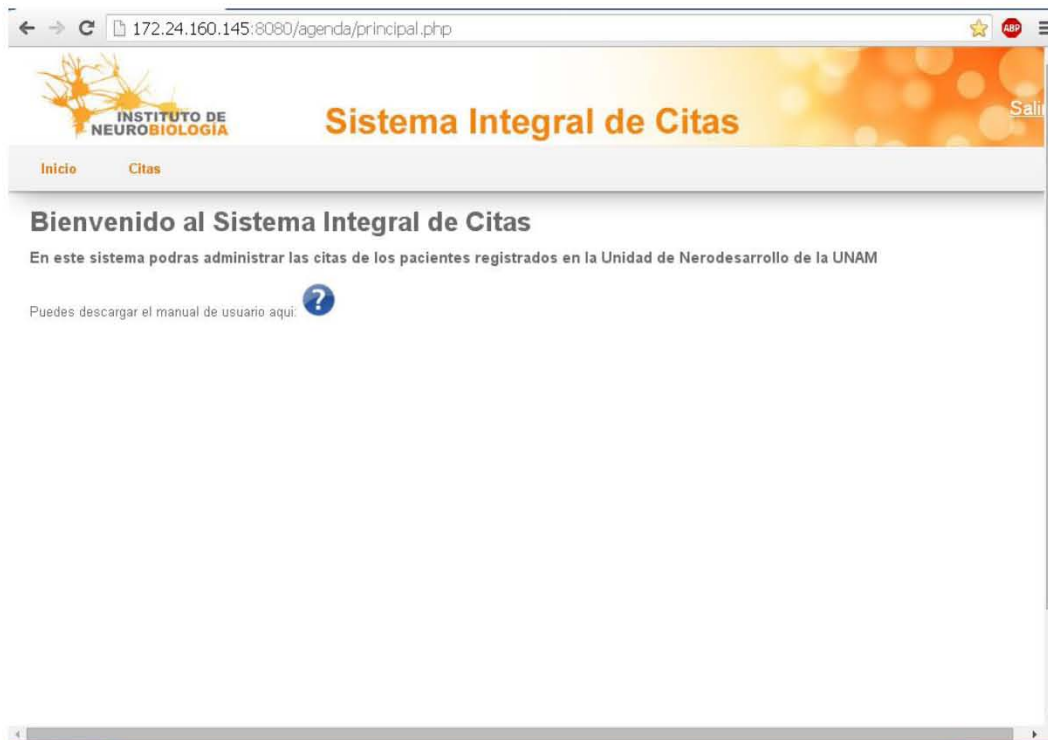 172.24.160.145:8080/agenda/principal.php
ABP
INSTITUTO DE
NEUROBIOLOGÍA
Sistema Integral de Citas
Inicio
Citas
Bienvenido al Sistema Integral de Citas
En este sistema podras administrar las citas de los pacientes registrados en la Unidad de Nerodesarrollo de la UNAM
Puedes descargar el manual de usuario aqui:
?